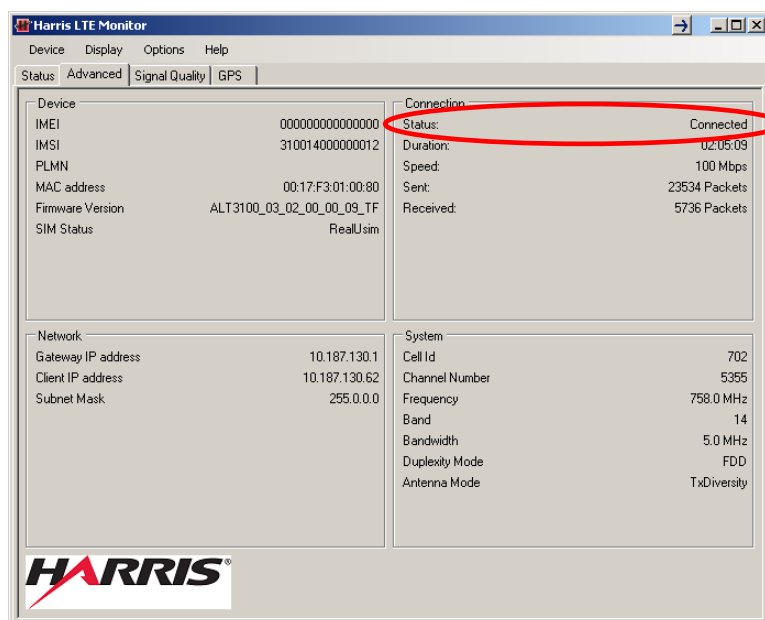 Harris LTE Monitor
Device Display Options Help
Status Advanced Signal Quality GPS
Device
IMEI 000000000000000
IMSI 310014000000012
PLMN
MAC address 00:17:F3:01:00:80
Firmware Version ALT3100_03_02_00_00_09_TF
SIM Status RealUsim
Connection
Status: Connected
Duration: 02:05:09
Speed: 100 Mbps
Sent: 23534 Packets
Received: 5736 Packets
Network
Gateway IP address 10.187.130.1
Client IP address 10.187.130.62
Subnet Mask 255.0.0.0
System
Cell Id 702
Channel Number 5355
Frequency 758.0 MHz
Band 14
Bandwidth 5.0 MHz
Duplexity Mode FDD
Antenna Mode TxDiversity
HARRIS®